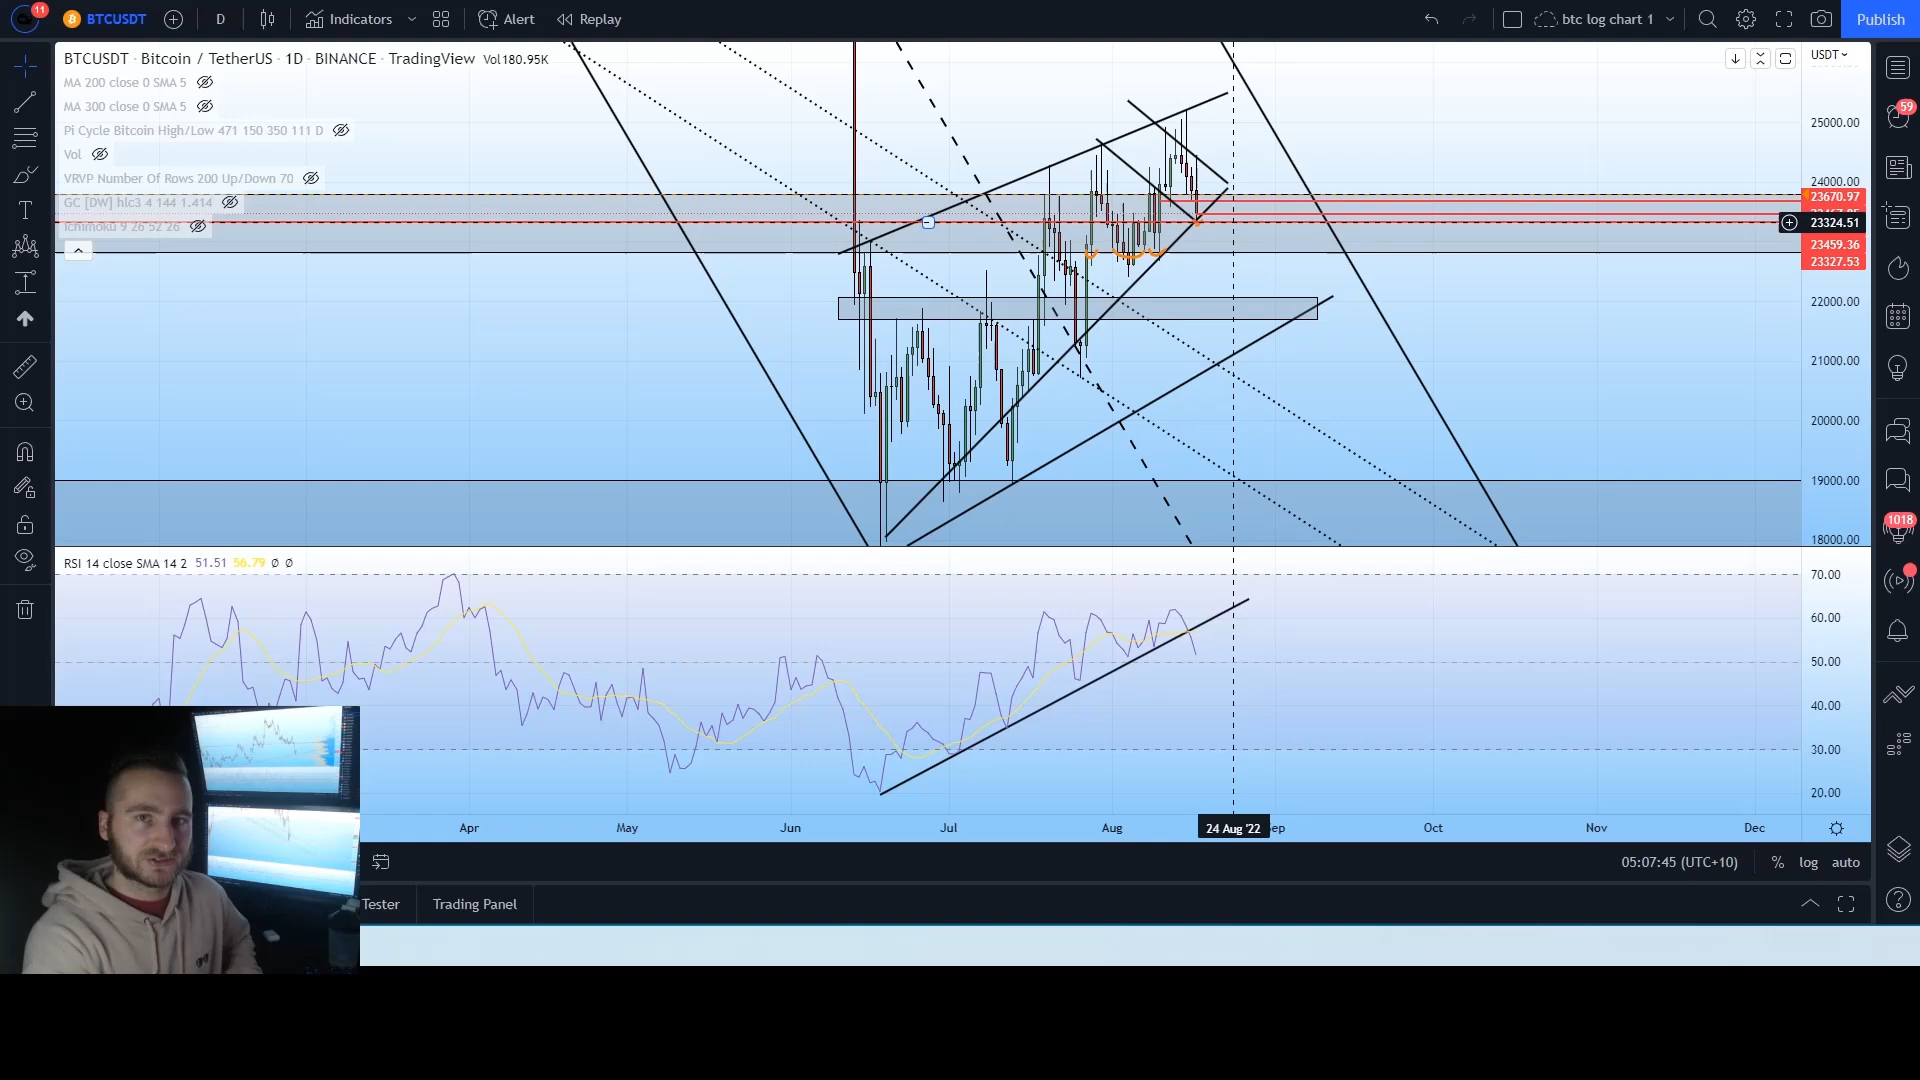 11
BTCUSDT
D
Indicators
Alert
Replay
btc log chart 1
Publish
BTCUSDT · Bitcoin / TetherUS · 1D · BINANCE · TradingView Vol180.95K
MA 200 close 0 SMA 5
MA 300 close 0 SMA 5
Pi Cycle Bitcoin High/Low 471 150 350 111 D
Vol
VRVP Number Of Rows 200 Up/Down 70
GC [DW] hlc3 4 144 1.414
Ichimoku 9 26 52 26
USDT
25000.00
24000.00
23670.97
23324.51
23459.36
23327.53
22000.00
21000.00
20000.00
19000.00
18000.00
59
1018
RSI 14 close SMA 14 2 51.51 56.79 Ø Ø
70.00
60.00
50.00
40.00
30.00
20.00
Apr
May
Jun
Jul
Aug
24 Aug '22
ep
Oct
Nov
Dec
05:07:45 (UTC+10)
%
log
auto
Tester
Trading Panel